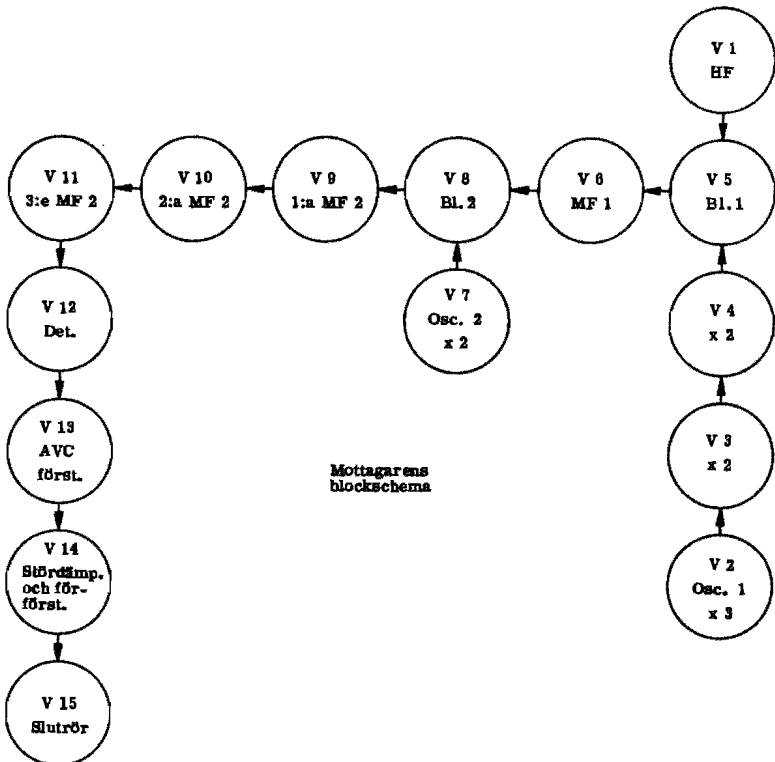 V 1
HF
V 11
3:e MF 2
V 10
2:a MF 2
V 9
1:a MF 2
V 8
Bl. 2
V 6
MF 1
V 5
Bl. 1
V 12
Det.
V 7
Osc. 2
x 2
V 4
x 2
V 13
AVC
först.
Mottagarens
blockschema
V 3
x 2
V 14
Stördämp.
och för-
först.
V 2
Osc. 1
x 3
V 15
Slutrör